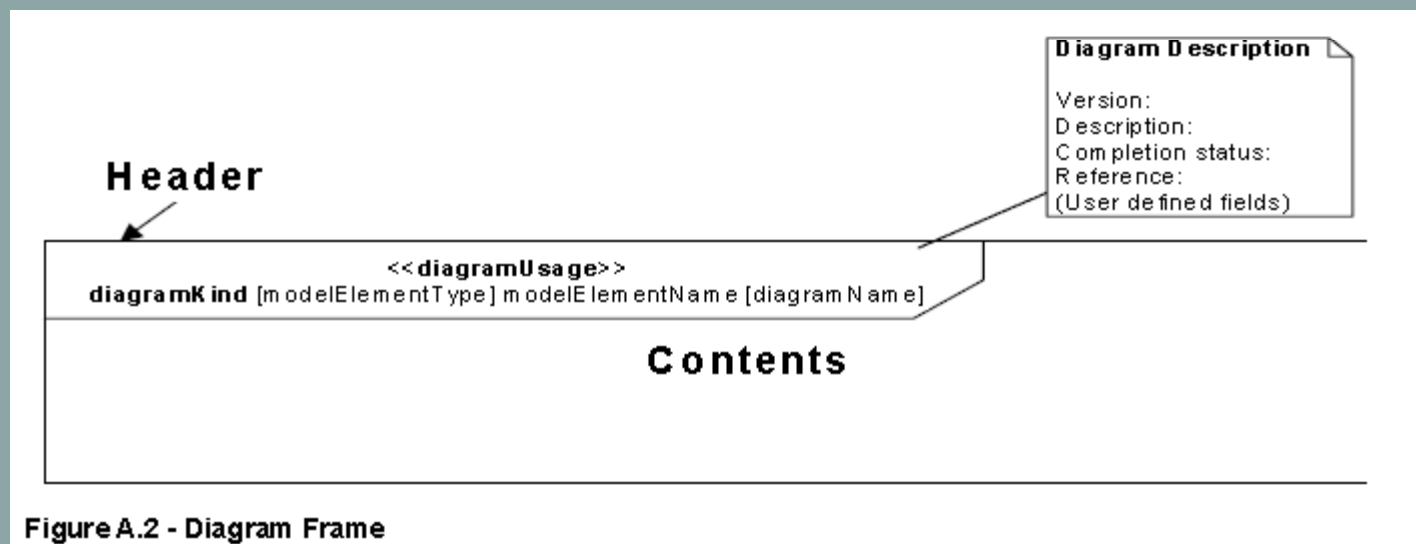 Diagram Description
Version:
Description:
Completion status:
Reference:
(User defined fields)
Header
<<diagramUsage>>
diagramKind [modelElementType] modelElementName [diagramName]
Contents
Figure A.2 - Diagram Frame